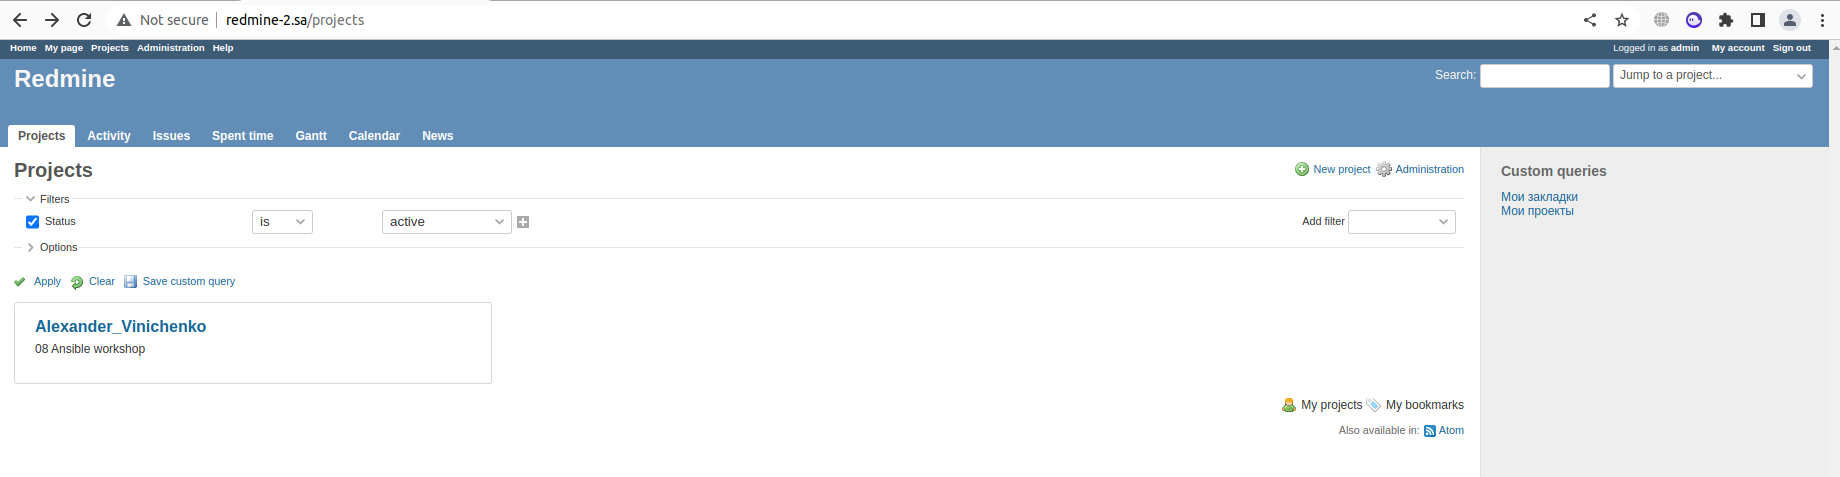 Not secure redmine-2.sa/projects
Home My page Projects Administration Help Logged in as admin My account Sign out
Redmine Search: Jump to a project...
Projects Activity Issues Spent time Gantt Calendar News
Projects New project Administration Custom queries
Filters Мои закладки
Status is active Add filter Мои проекты
Options
Apply Clear Save custom query
Alexander_Vinichenko
08 Ansible workshop
My projects My bookmarks
Also available in: Atom